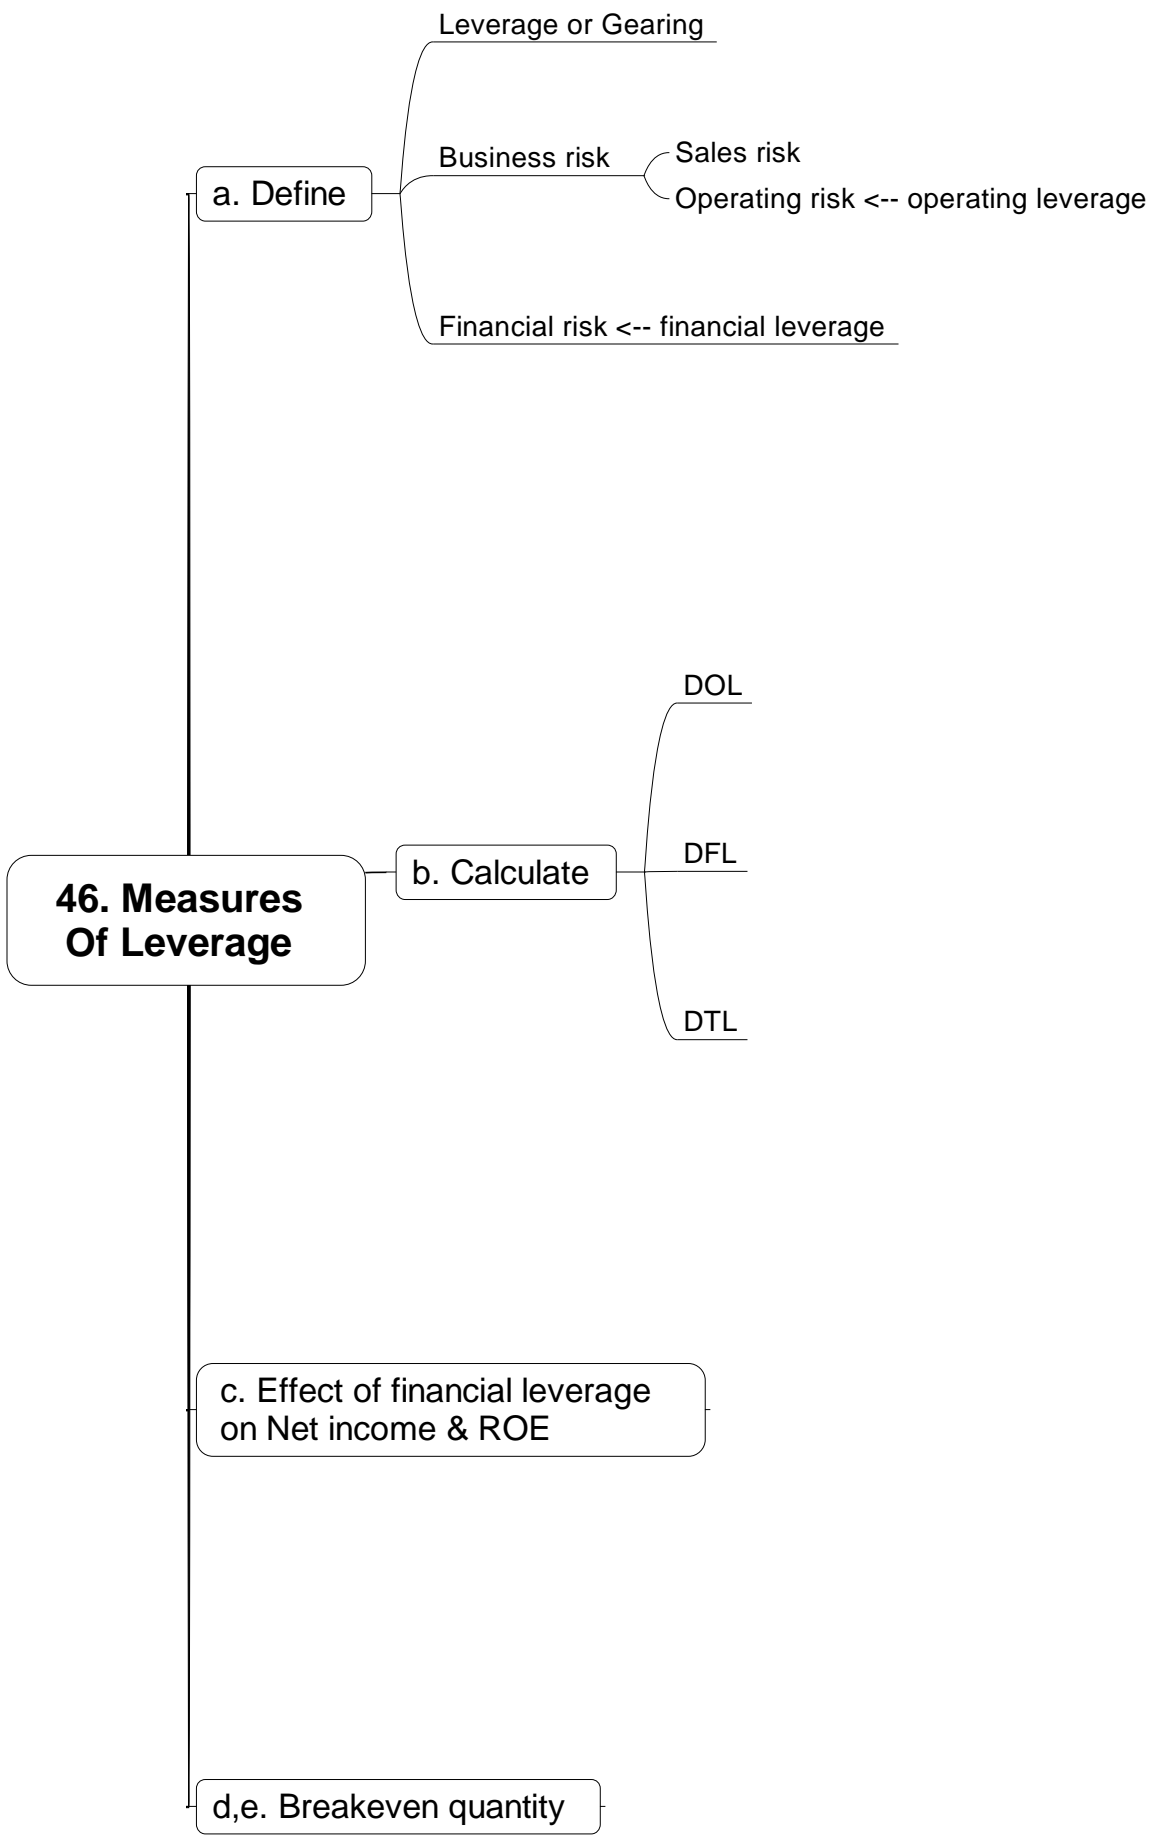 Leverage or Gearing
Business risk
Sales risk
Operating risk <-- operating leverage
a. Define
Financial risk <-- financial leverage
DOL
DFL
b. Calculate
46. Measures
Of Leverage
DTL
c. Effect of financial leverage
on Net income & ROE
d,e. Breakeven quantity